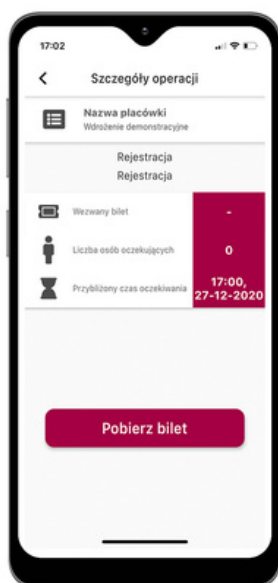 17:02
Szczegóły operacji
Nazwa placówki
Wdrożenie demonstracyjne
Rejestracja
Rejestracja
Wezwany bilet -
Liczba osób oczekujących 0
Przybliżony czas oczekiwania 17:00,
27-12-2020
Pobierz bilet